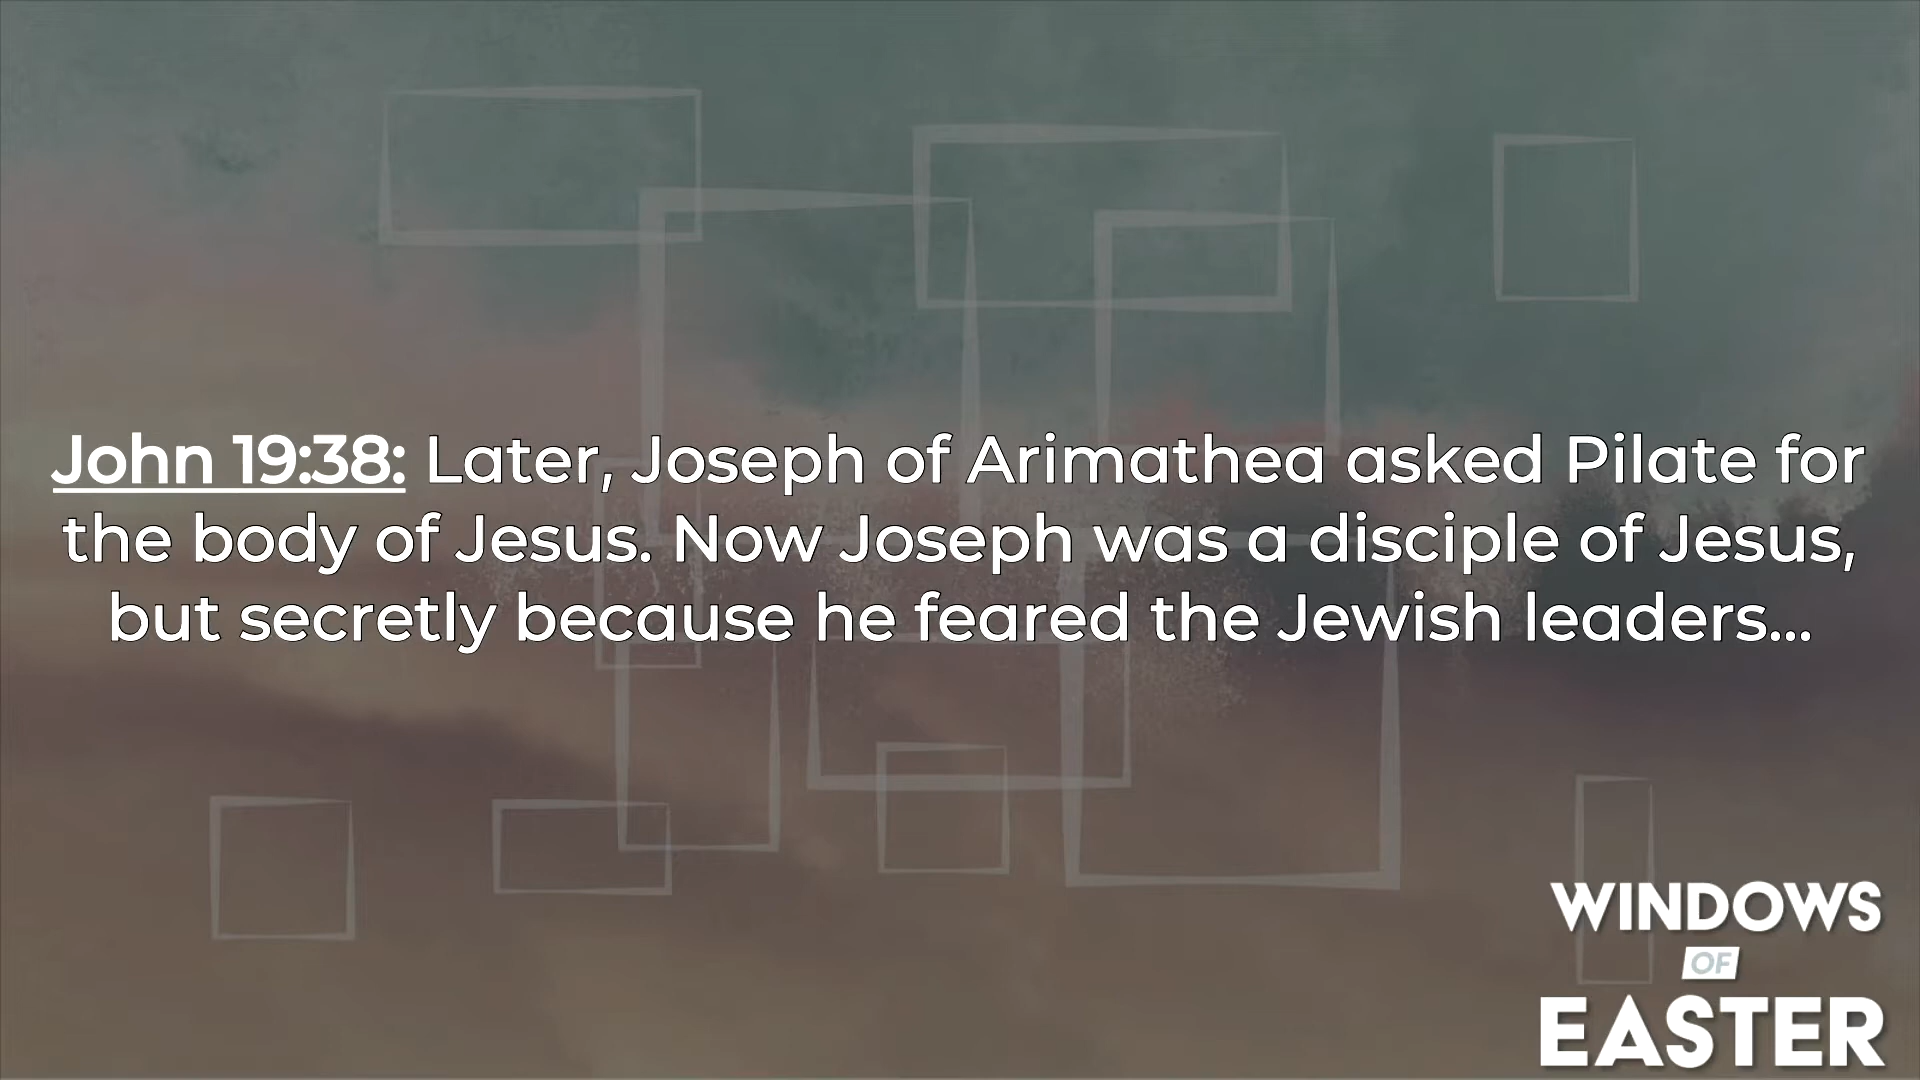 John 19:38: Later, Joseph of Arimathea asked Pilate for
the body of Jesus. Now Joseph was a disciple of Jesus,
but secretly because he feared the Jewish leaders...
WINDOWS
OF
EASTER